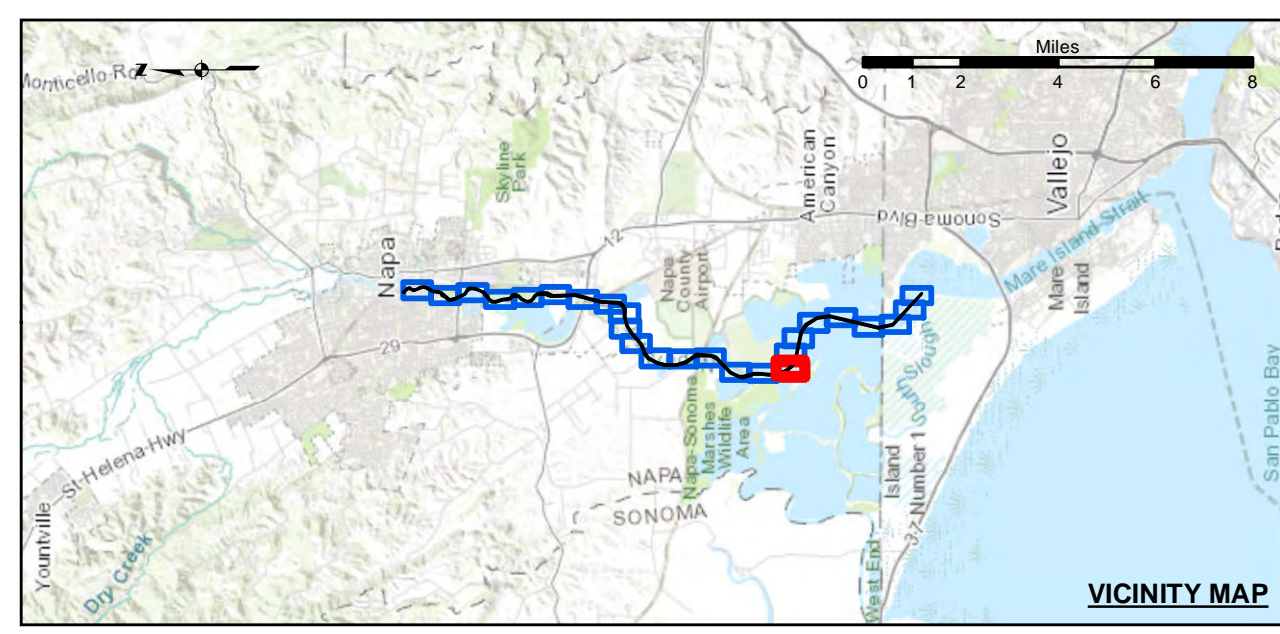 Monticello-Rd
Z
Miles
0 1 2 4 6 8
Skyline
Park
American
Canyon
Vallejo
Sonoma-Blvd
Mare Island Strait
Mare
Island
Napa
12
Napa
County
Airport
29
St-Helena-Hwy
Yountville
Dry Creek
Napa-Sonoma
Marshes
Wildlife
Area
NAPA
SONOMA
South Slough
Island
Number 1
37
West End
San Pablo Bay
VICINITY MAP